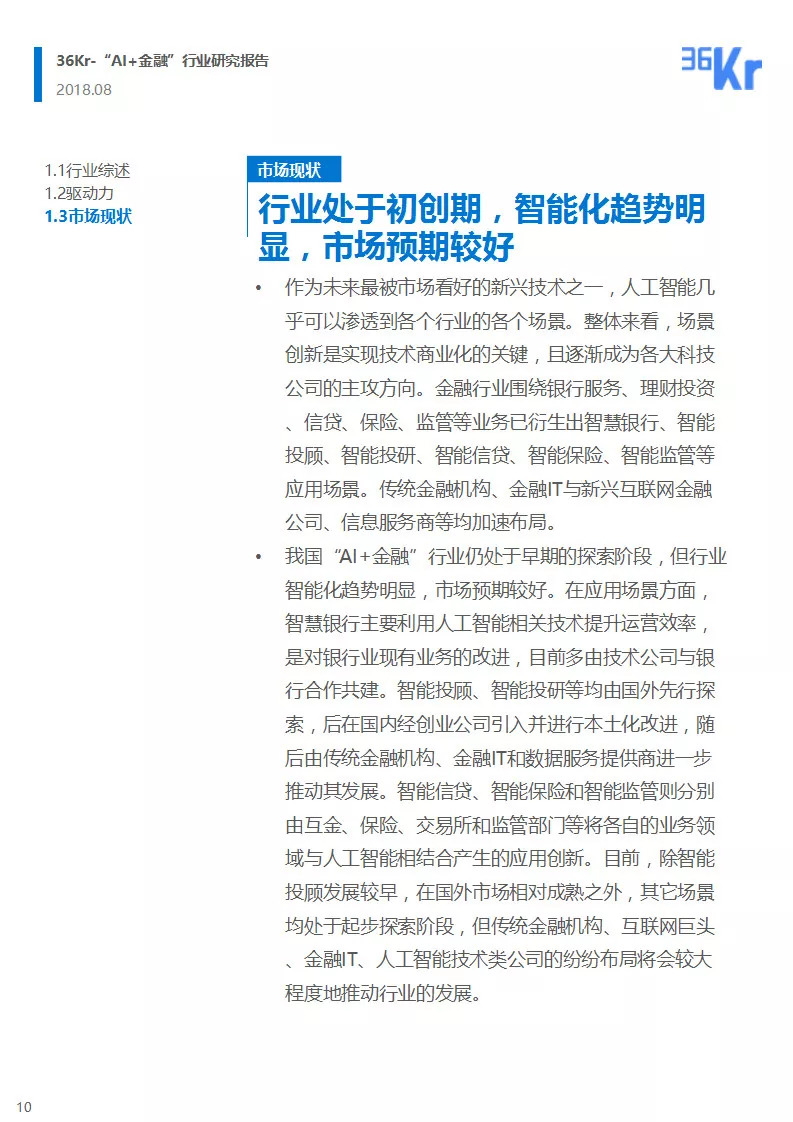 36Kr-“AI+金融”行业研究报告
2018.08
36Kr
1.1行业综述
1.2驱动力
1.3市场现状
市场现状
行业处于初创期，智能化趋势明
显，市场预期较好
• 作为未来最被市场看好的新兴技术之一，人工智能几
乎可以渗透到各个行业的各个场景。整体来看，场景
创新是实现技术商业化的关键，且逐渐成为各大科技
公司的主攻方向。金融行业围绕银行服务、理财投资
、信贷、保险、监管等业务已衍生出智慧银行、智能
投顾、智能投研、智能信贷、智能保险、智能监管等
应用场景。传统金融机构、金融IT与新兴互联网金融
公司、信息服务商等均加速布局。
• 我国“AI+金融”行业仍处于早期的探索阶段，但行业
智能化趋势明显，市场预期较好。在应用场景方面，
智慧银行主要利用人工智能相关技术提升运营效率，
是对银行业现有业务的改进，目前多由技术公司与银
行合作共建。智能投顾、智能投研等均由国外先行探
索，后在国内经创业公司引入并进行本土化改进，随
后由传统金融机构、金融IT和数据服务提供商进一步
推动其发展。智能信贷、智能保险和智能监管则分别
由互金、保险、交易所和监管部门等将各自的业务领
域与人工智能相结合产生的应用创新。目前，除智能
投顾发展较早，在国外市场相对成熟之外，其它场景
均处于起步探索阶段，但传统金融机构、互联网巨头
、金融IT、人工智能技术类公司的纷纷布局将会较大
程度地推动行业的发展。
10